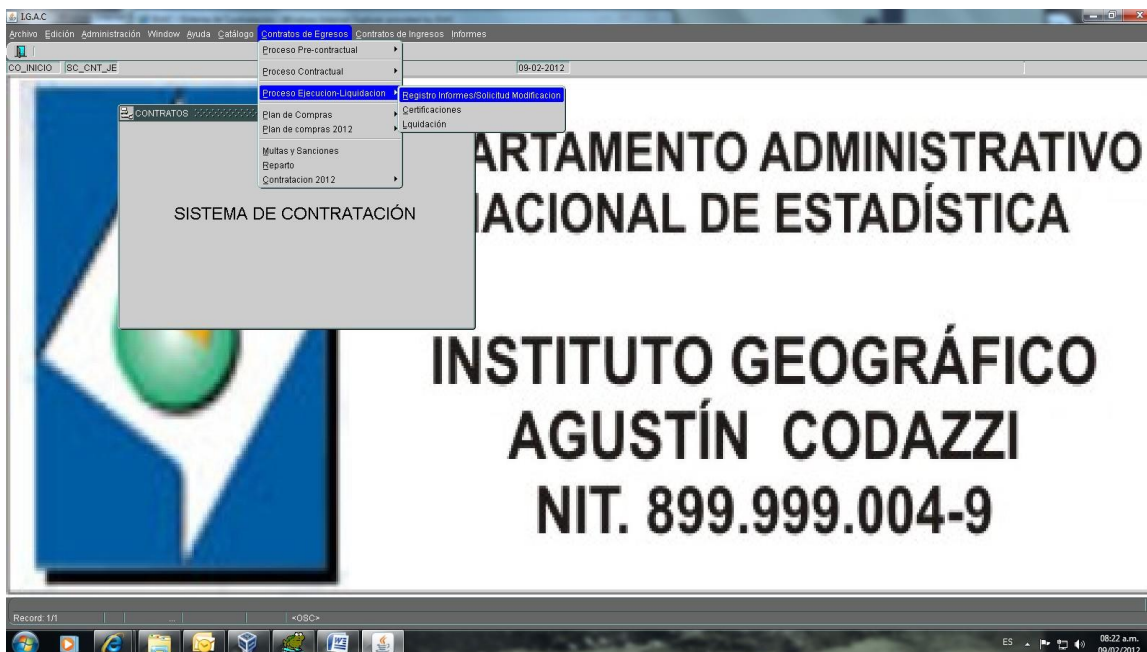 I.G.A.C
Archivo Edición Administración Window Ayuda Catálogo Contratos de Egresos Contratos de Ingresos Informes
CO_INICIO SC_CNT_JE 09-02-2012
Proceso Pre-contractual
Proceso Contractual
Proceso Ejecucion-Liquidacion
Plan de Compras
Plan de compras 2012
Multas y Sanciones
Reparto
Contratacion 2012
Registro Informes/Solicitud Modificacion
Certificaciones
Lquidación
CONTRATOS
SISTEMA DE CONTRATACIÓN
ARTAMENTO ADMINISTRATIVO
NACIONAL DE ESTADÍSTICA
INSTITUTO GEOGRÁFICO
AGUSTÍN CODAZZI
NIT. 899.999.004-9
Record: 1/1 ... <OSC>
ES 08:22 a.m.
09/02/2012